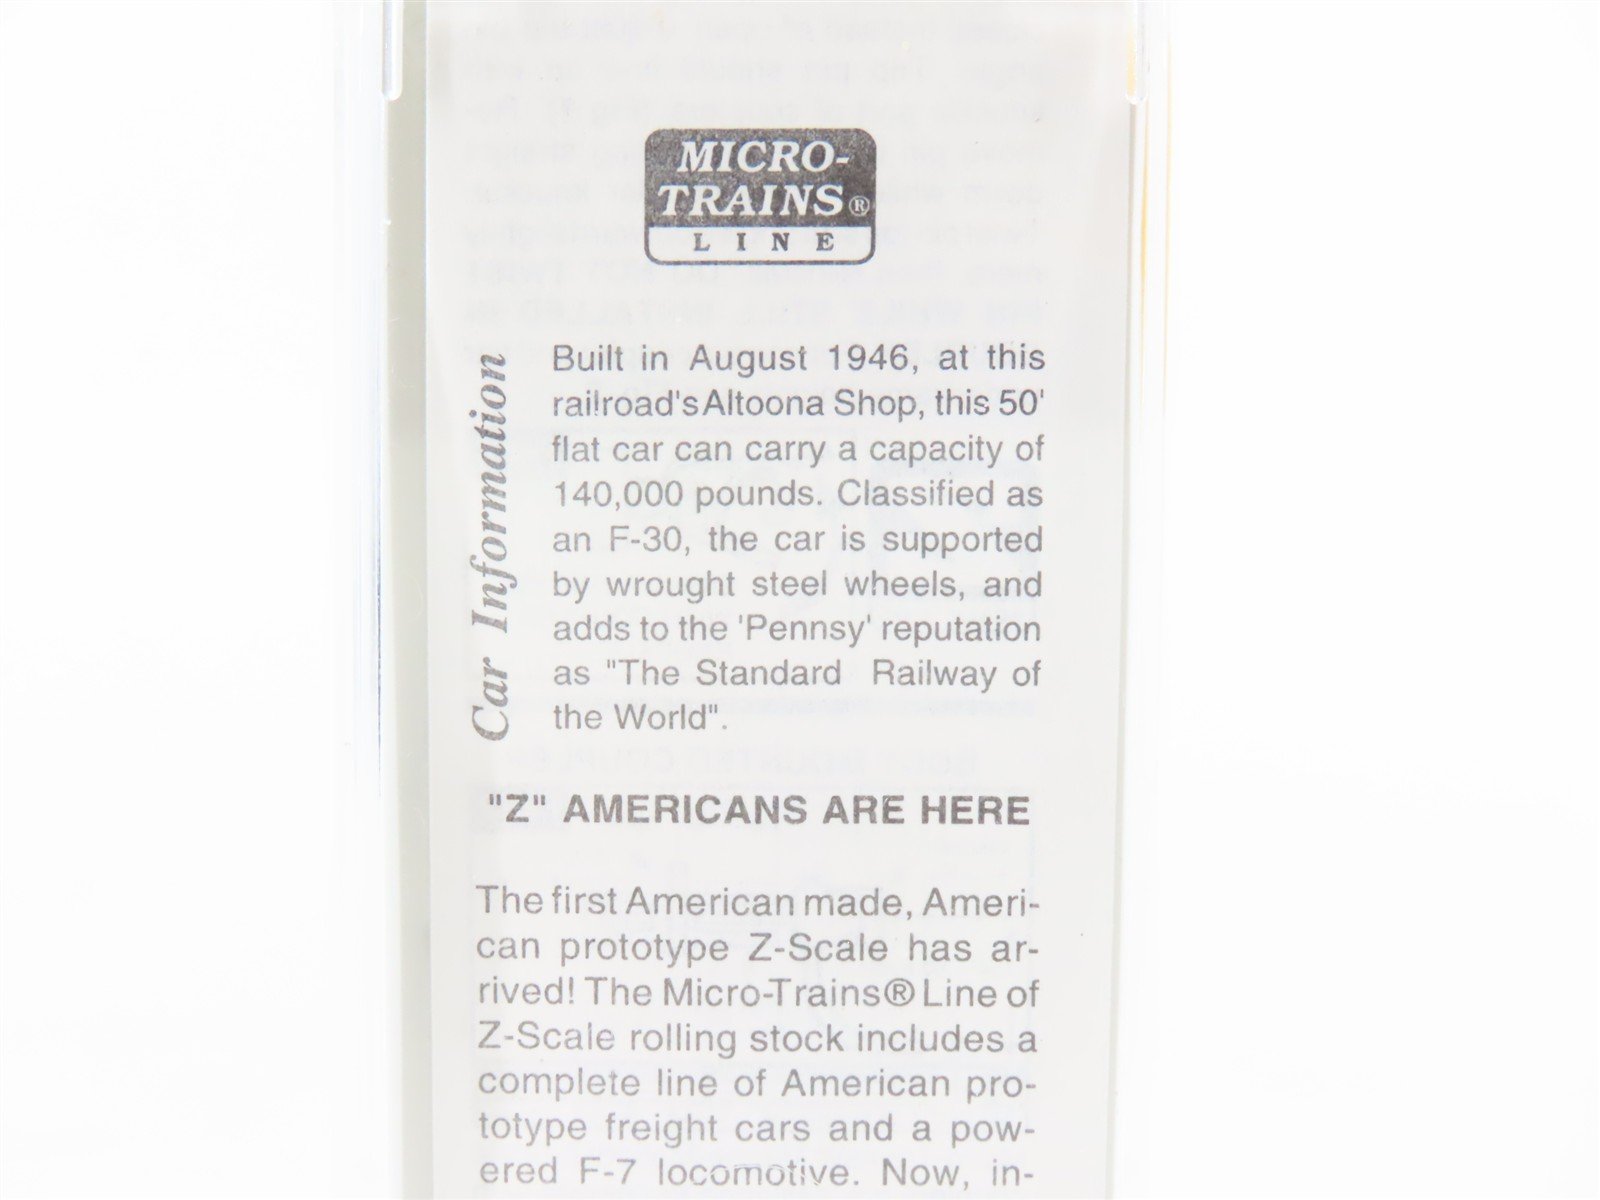 MICRO-
TRAINS®
LINE
Car Information
Built in August 1946, at this
railroad's Altoona Shop, this 50'
flat car can carry a capacity of
140,000 pounds. Classified as
an F-30, the car is supported
by wrought steel wheels, and
adds to the 'Pennsy' reputation
as "The Standard Railway of
the World".
"Z" AMERICANS ARE HERE
The first American made, Ameri-
can prototype Z-Scale has ar-
rived! The Micro-Trains® Line of
Z-Scale rolling stock includes a
complete line of American pro-
totype freight cars and a pow-
ered F-7 locomotive. Now, in-